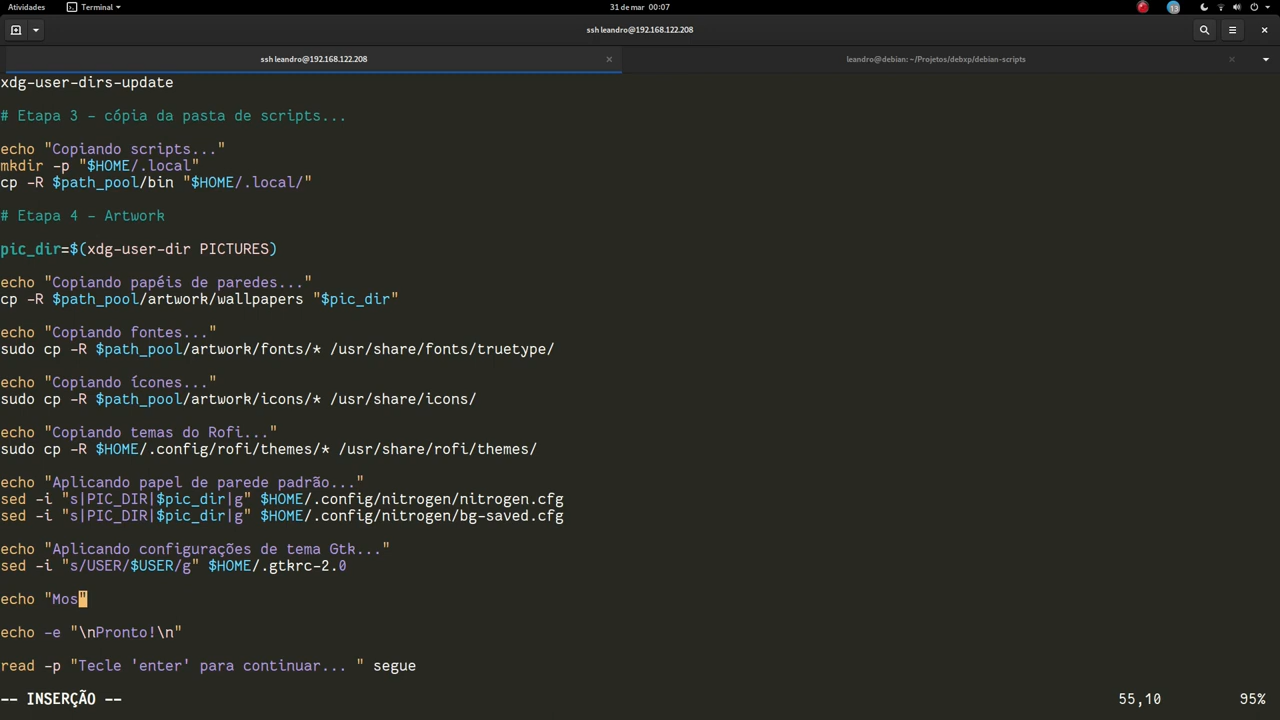 Atividades Terminal 31 de mar 00:07 13
ssh leandro@192.168.122.208
ssh leandro@192.168.122.208 × leandro@debian: ~/Projetos/debxp/debian-scripts ×
xdg-user-dirs-update
# Etapa 3 - cópia da pasta de scripts...
echo "Copiando scripts..."
mkdir -p "$HOME/.local"
cp -R $path_pool/bin "$HOME/.local/"
# Etapa 4 - Artwork
pic_dir=$(xdg-user-dir PICTURES)
echo "Copiando papéis de paredes..."
cp -R $path_pool/artwork/wallpapers "$pic_dir"
echo "Copiando fontes..."
sudo cp -R $path_pool/artwork/fonts/* /usr/share/fonts/truetype/
echo "Copiando ícones..."
sudo cp -R $path_pool/artwork/icons/* /usr/share/icons/
echo "Copiando temas do Rofi..."
sudo cp -R $HOME/.config/rofi/themes/* /usr/share/rofi/themes/
echo "Aplicando papel de parede padrão..."
sed -i "s|PIC_DIR|$pic_dir|g" $HOME/.config/nitrogen/nitrogen.cfg
sed -i "s|PIC_DIR|$pic_dir|g" $HOME/.config/nitrogen/bg-saved.cfg
echo "Aplicando configurações de tema Gtk..."
sed -i "s/USER/$USER/g" $HOME/.gtkrc-2.0
echo "Mos"
echo -e "\nPronto!\n"
read -p "Tecle 'enter' para continuar... " segue
-- INSERÇÃO -- 55,10 95%